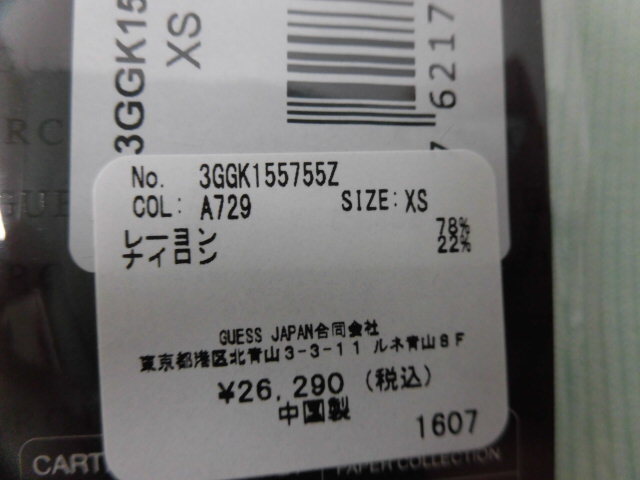 3GGK15
XS
6217
RC
GUE
No. 3GGK155755Z
COL: A729 SIZE: XS
レーヨン 78%
ナイロン 22%
GUESS JAPAN合同会社
東京都港区北青山3-3-11 ルネ青山8F
¥26,290 (税込)
中国製
1607
CART
PAPER COLLECTION